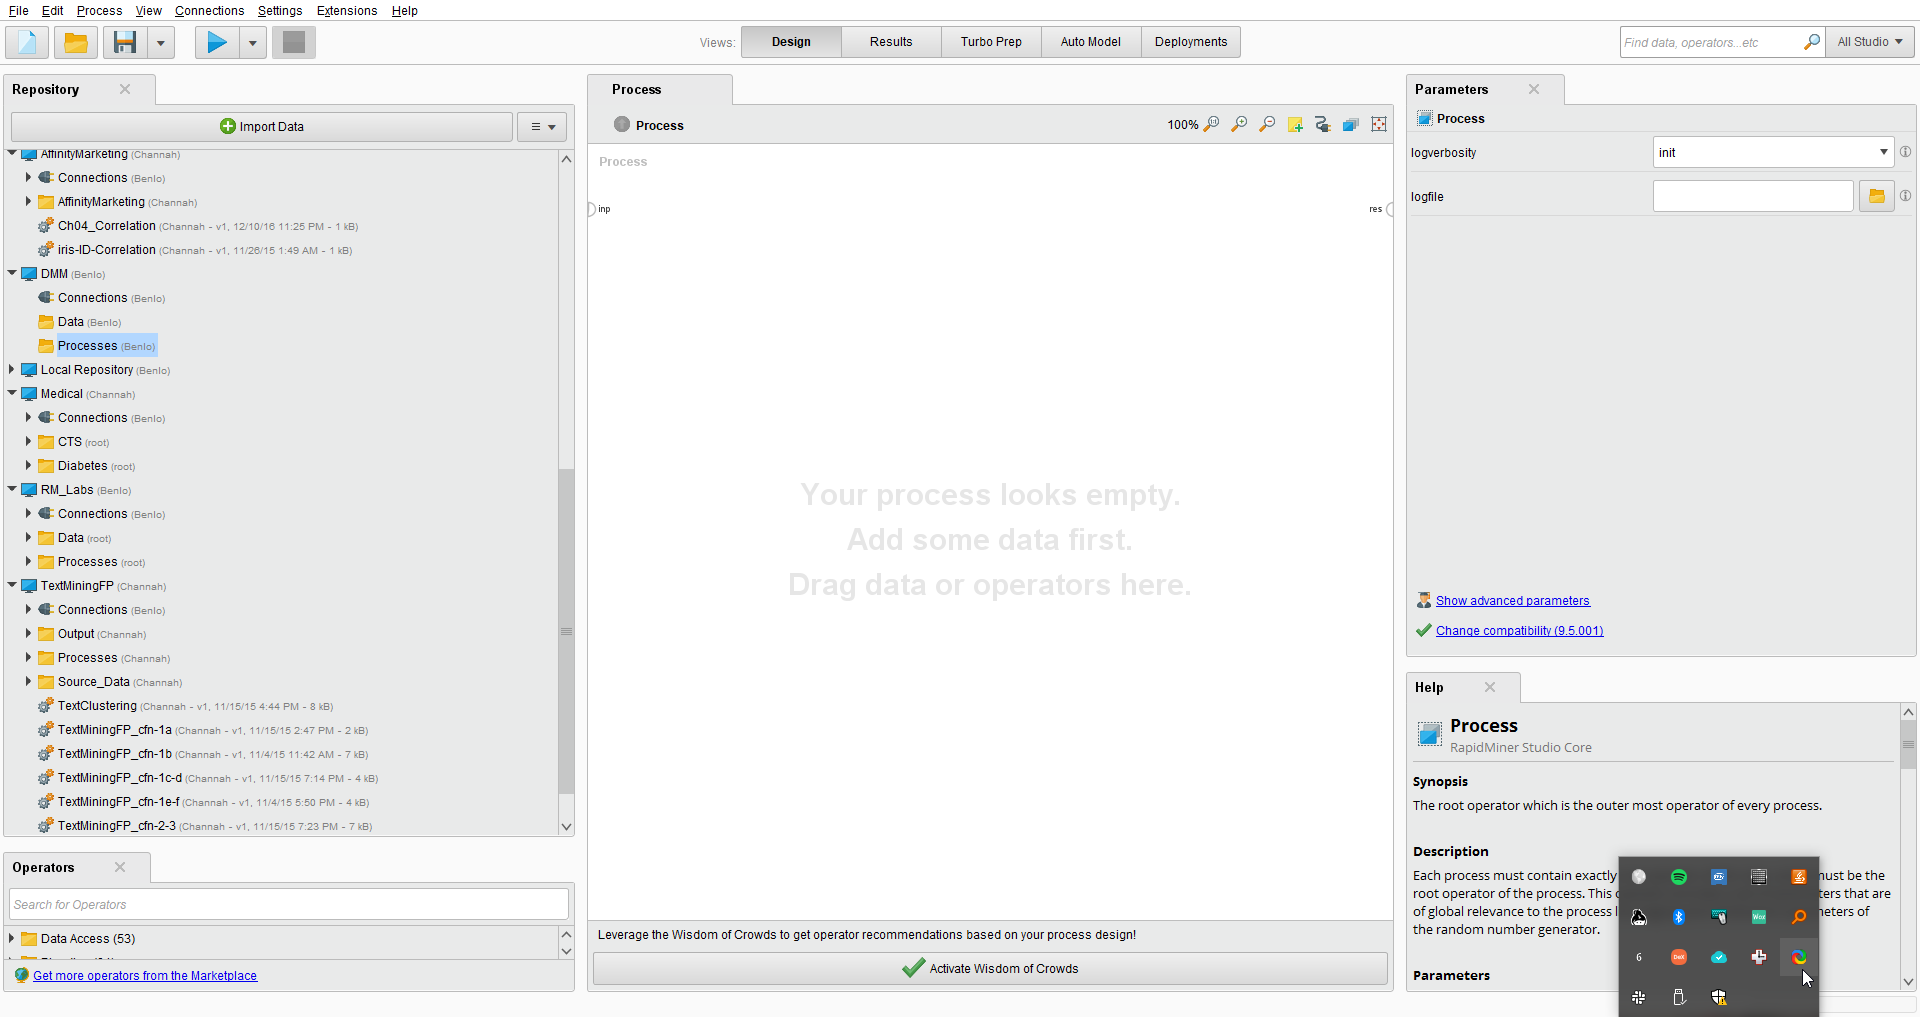 File Edit Process View Connections Settings Extensions Help
Views: Design Results Turbo Prep Auto Model Deployments
Find data, operators...etc
All Studio
Repository
Import Data
AffinityMarketing (Channah)
Connections (Benlo)
AffinityMarketing (Channah)
Ch04_Correlation (Channah - v1, 12/10/16 11:25 PM - 1 kB)
iris-ID-Correlation (Channah - v1, 11/26/15 1:49 AM - 1 kB)
DMM (Benlo)
Connections (Benlo)
Data (Benlo)
Processes (Benlo)
Local Repository (Benlo)
Medical (Channah)
Connections (Benlo)
CTS (root)
Diabetes (root)
RM_Labs (Benlo)
Connections (Benlo)
Data (root)
Processes (root)
TextMiningFP (Channah)
Connections (Benlo)
Output (Channah)
Processes (Channah)
Source_Data (Channah)
TextClustering (Channah - v1, 11/15/15 4:44 PM - 8 kB)
TextMiningFP_cfn-1a (Channah - v1, 11/15/15 2:47 PM - 2 kB)
TextMiningFP_cfn-1b (Channah - v1, 11/4/15 11:42 AM - 7 kB)
TextMiningFP_cfn-1c-d (Channah - v1, 11/15/15 7:14 PM - 4 kB)
TextMiningFP_cfn-1e-f (Channah - v1, 11/4/15 5:50 PM - 4 kB)
TextMiningFP_cfn-2-3 (Channah - v1, 11/15/15 7:23 PM - 7 kB)
Operators
Search for Operators
Data Access (53)
Get more operators from the Marketplace
Process
Process
100%
Process
inp
res
Your process looks empty.
Add some data first.
Drag data or operators here.
Leverage the Wisdom of Crowds to get operator recommendations based on your process design!
Activate Wisdom of Crowds
Parameters
Process
logverbosity
init
logfile
Show advanced parameters
Change compatibility (9.5.001)
Help
Process
RapidMiner Studio Core
Synopsis
The root operator which is the outer most operator of every process.
Description
Each process must contain exactly must be the
root operator of the process. This ters that are
of global relevance to the process meters of
the random number generator.
Parameters
Wox
6
DeX